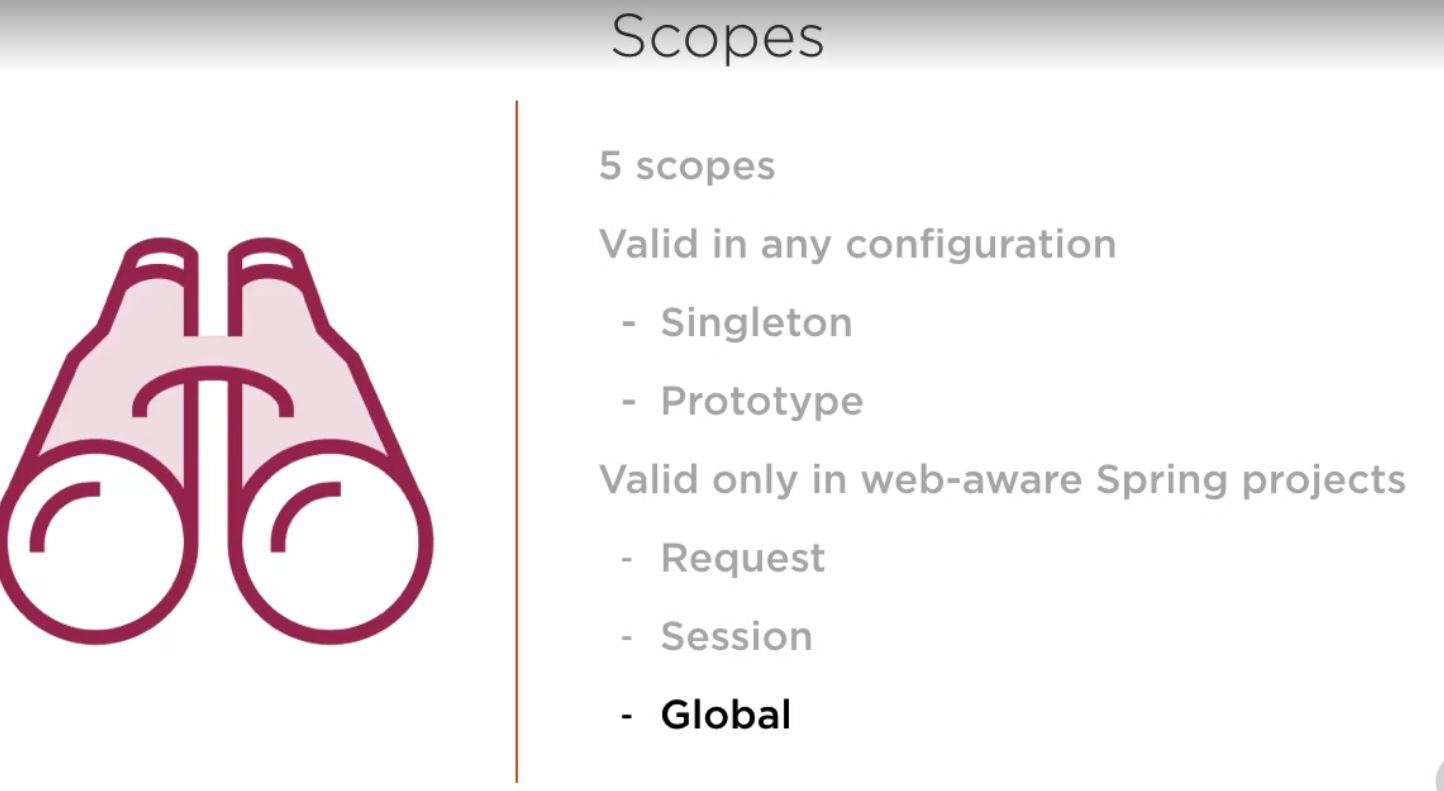 Scopes
5 scopes
Valid in any configuration
- Singleton
- Prototype
Valid only in web-aware Spring projects
- Request
- Session
- Global